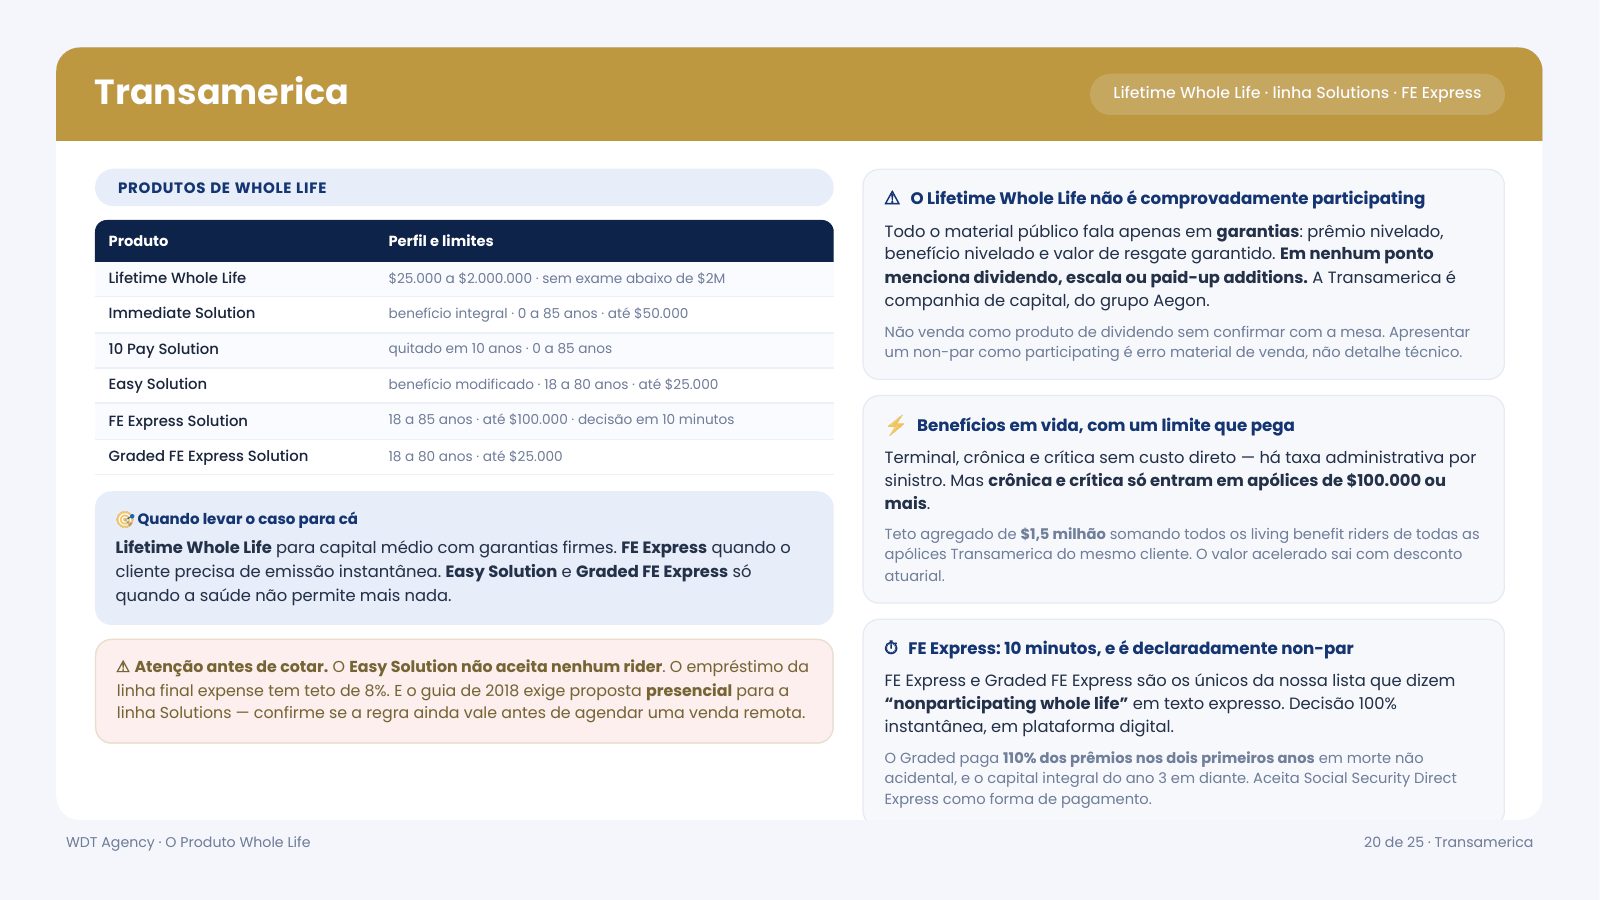 Transamerica
Lifetime Whole Life · linha Solutions · FE Express
PRODUTOS DE WHOLE LIFE
Produto Perfil e limites
Lifetime Whole Life $25.000 a $2.000.000 · sem exame abaixo de $2M
Immediate Solution benefício integral · 0 a 85 anos · até $50.000
10 Pay Solution quitado em 10 anos · 0 a 85 anos
Easy Solution benefício modificado · 18 a 80 anos · até $25.000
FE Express Solution 18 a 85 anos · até $100.000 · decisão em 10 minutos
Graded FE Express Solution 18 a 80 anos · até $25.000
🎯 Quando levar o caso para cá
Lifetime Whole Life para capital médio com garantias firmes. FE Express quando o
cliente precisa de emissão instantânea. Easy Solution e Graded FE Express só
quando a saúde não permite mais nada.
⚠ Atenção antes de cotar. O Easy Solution não aceita nenhum rider. O empréstimo da
linha final expense tem teto de 8%. E o guia de 2018 exige proposta presencial para a
linha Solutions — confirme se a regra ainda vale antes de agendar uma venda remota.
⚠ O Lifetime Whole Life não é comprovadamente participating
Todo o material público fala apenas em garantias: prêmio nivelado,
benefício nivelado e valor de resgate garantido. Em nenhum ponto
menciona dividendo, escala ou paid-up additions. A Transamerica é
companhia de capital, do grupo Aegon.
Não venda como produto de dividendo sem confirmar com a mesa. Apresentar
um non-par como participating é erro material de venda, não detalhe técnico.
⚡ Benefícios em vida, com um limite que pega
Terminal, crônica e crítica sem custo direto — há taxa administrativa por
sinistro. Mas crônica e crítica só entram em apólices de $100.000 ou
mais.
Teto agregado de $1,5 milhão somando todos os living benefit riders de todas as
apólices Transamerica do mesmo cliente. O valor acelerado sai com desconto
atuarial.
⏱ FE Express: 10 minutos, e é declaradamente non-par
FE Express e Graded FE Express são os únicos da nossa lista que dizem
“nonparticipating whole life” em texto expresso. Decisão 100%
instantânea, em plataforma digital.
O Graded paga 110% dos prêmios nos dois primeiros anos em morte não
acidental, e o capital integral do ano 3 em diante. Aceita Social Security Direct
Express como forma de pagamento.
WDT Agency · O Produto Whole Life
20 de 25 · Transamerica